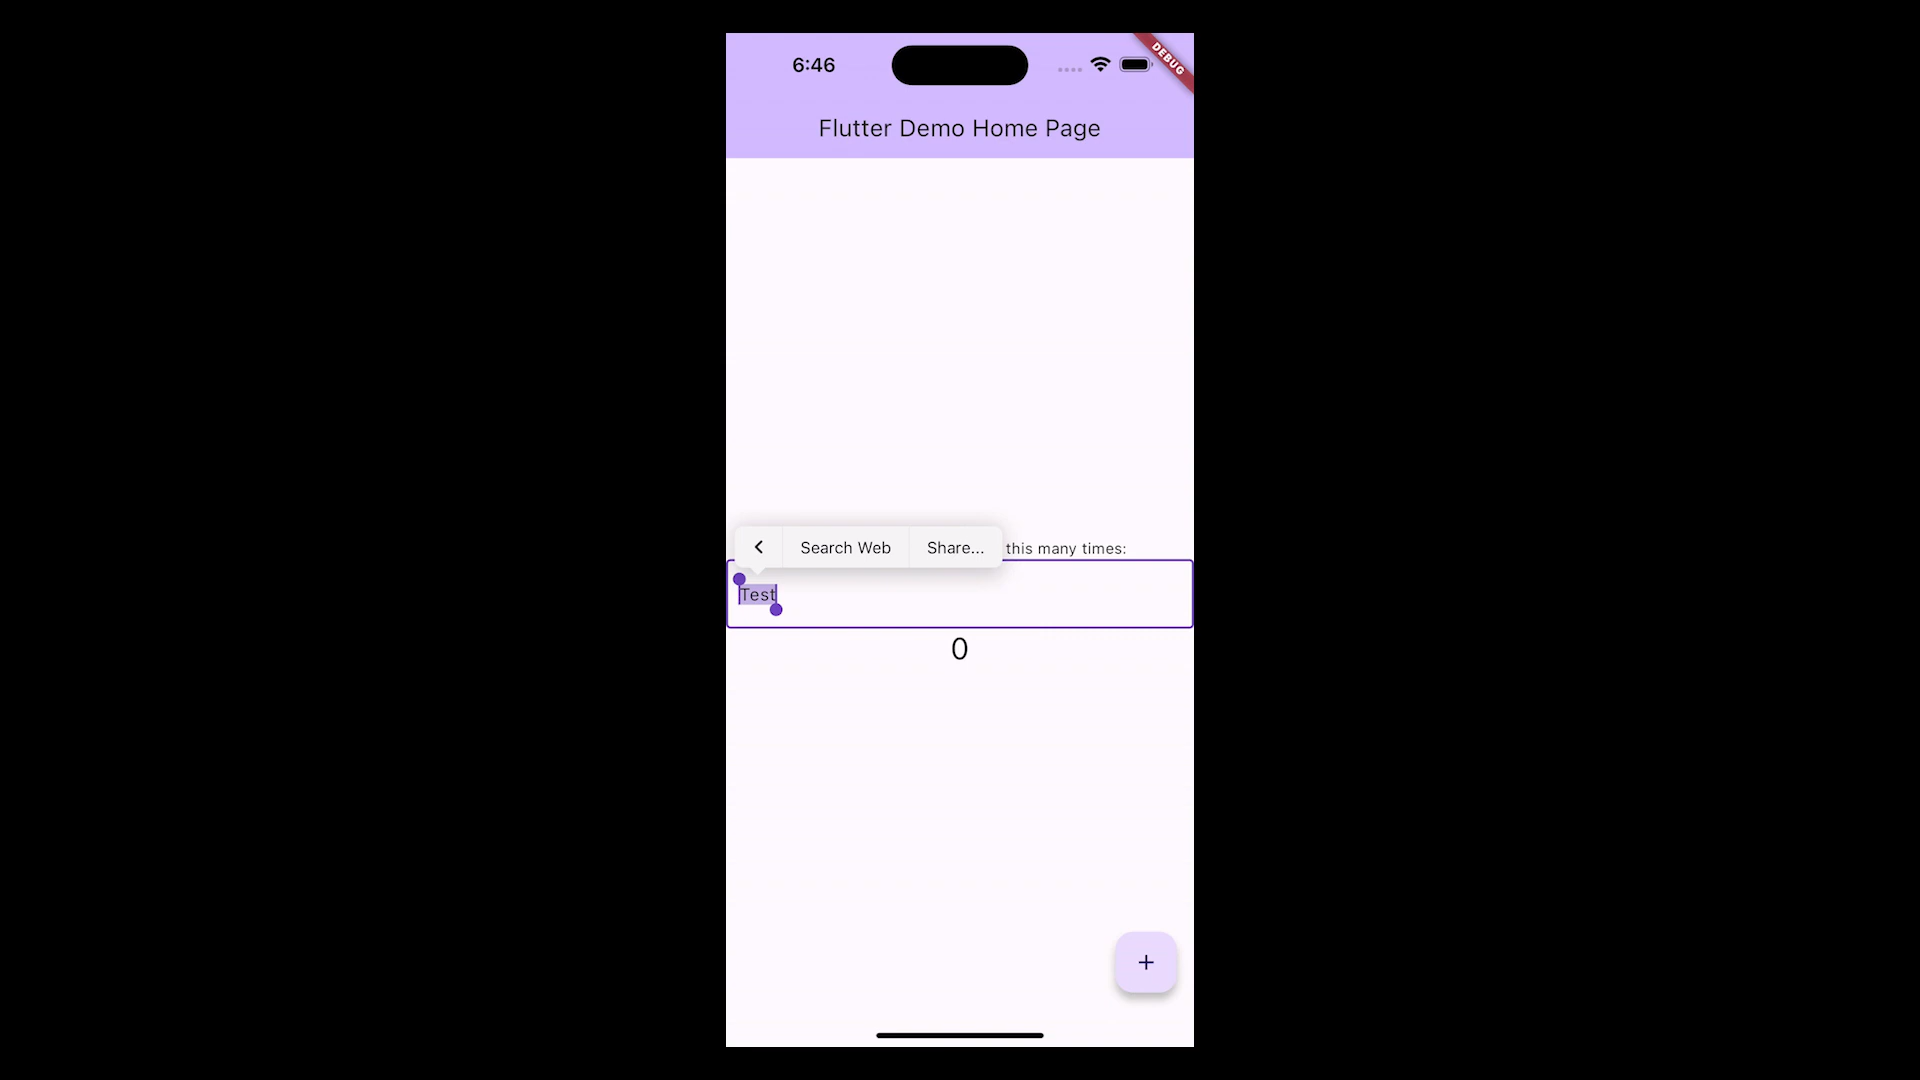 6:46
DEBUG
Flutter Demo Home Page
Search Web
Share...
this many times:
Test
0
+